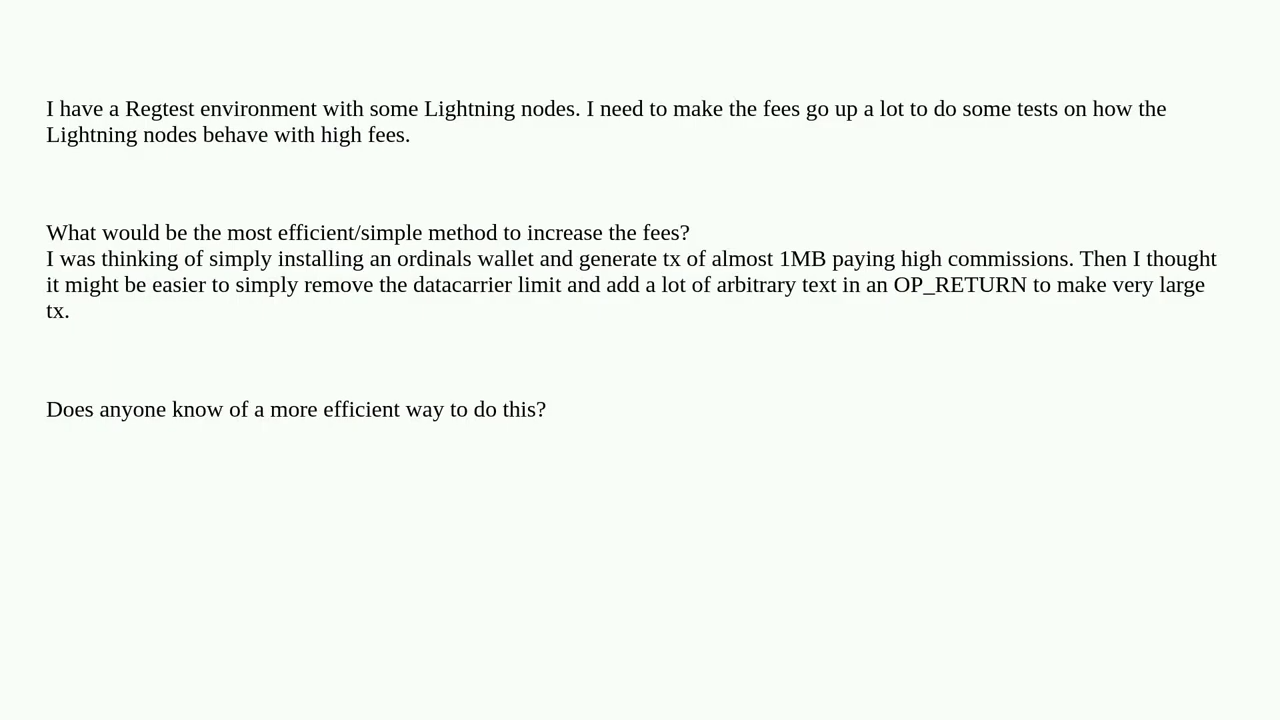 I have a Regtest environment with some Lightning nodes. I need to make the fees go up a lot to do some tests on how the
Lightning nodes behave with high fees.
What would be the most efficient/simple method to increase the fees?
I was thinking of simply installing an ordinals wallet and generate tx of almost 1MB paying high commissions. Then I thought
it might be easier to simply remove the datacarrier limit and add a lot of arbitrary text in an OP_RETURN to make very large
tx.
Does anyone know of a more efficient way to do this?